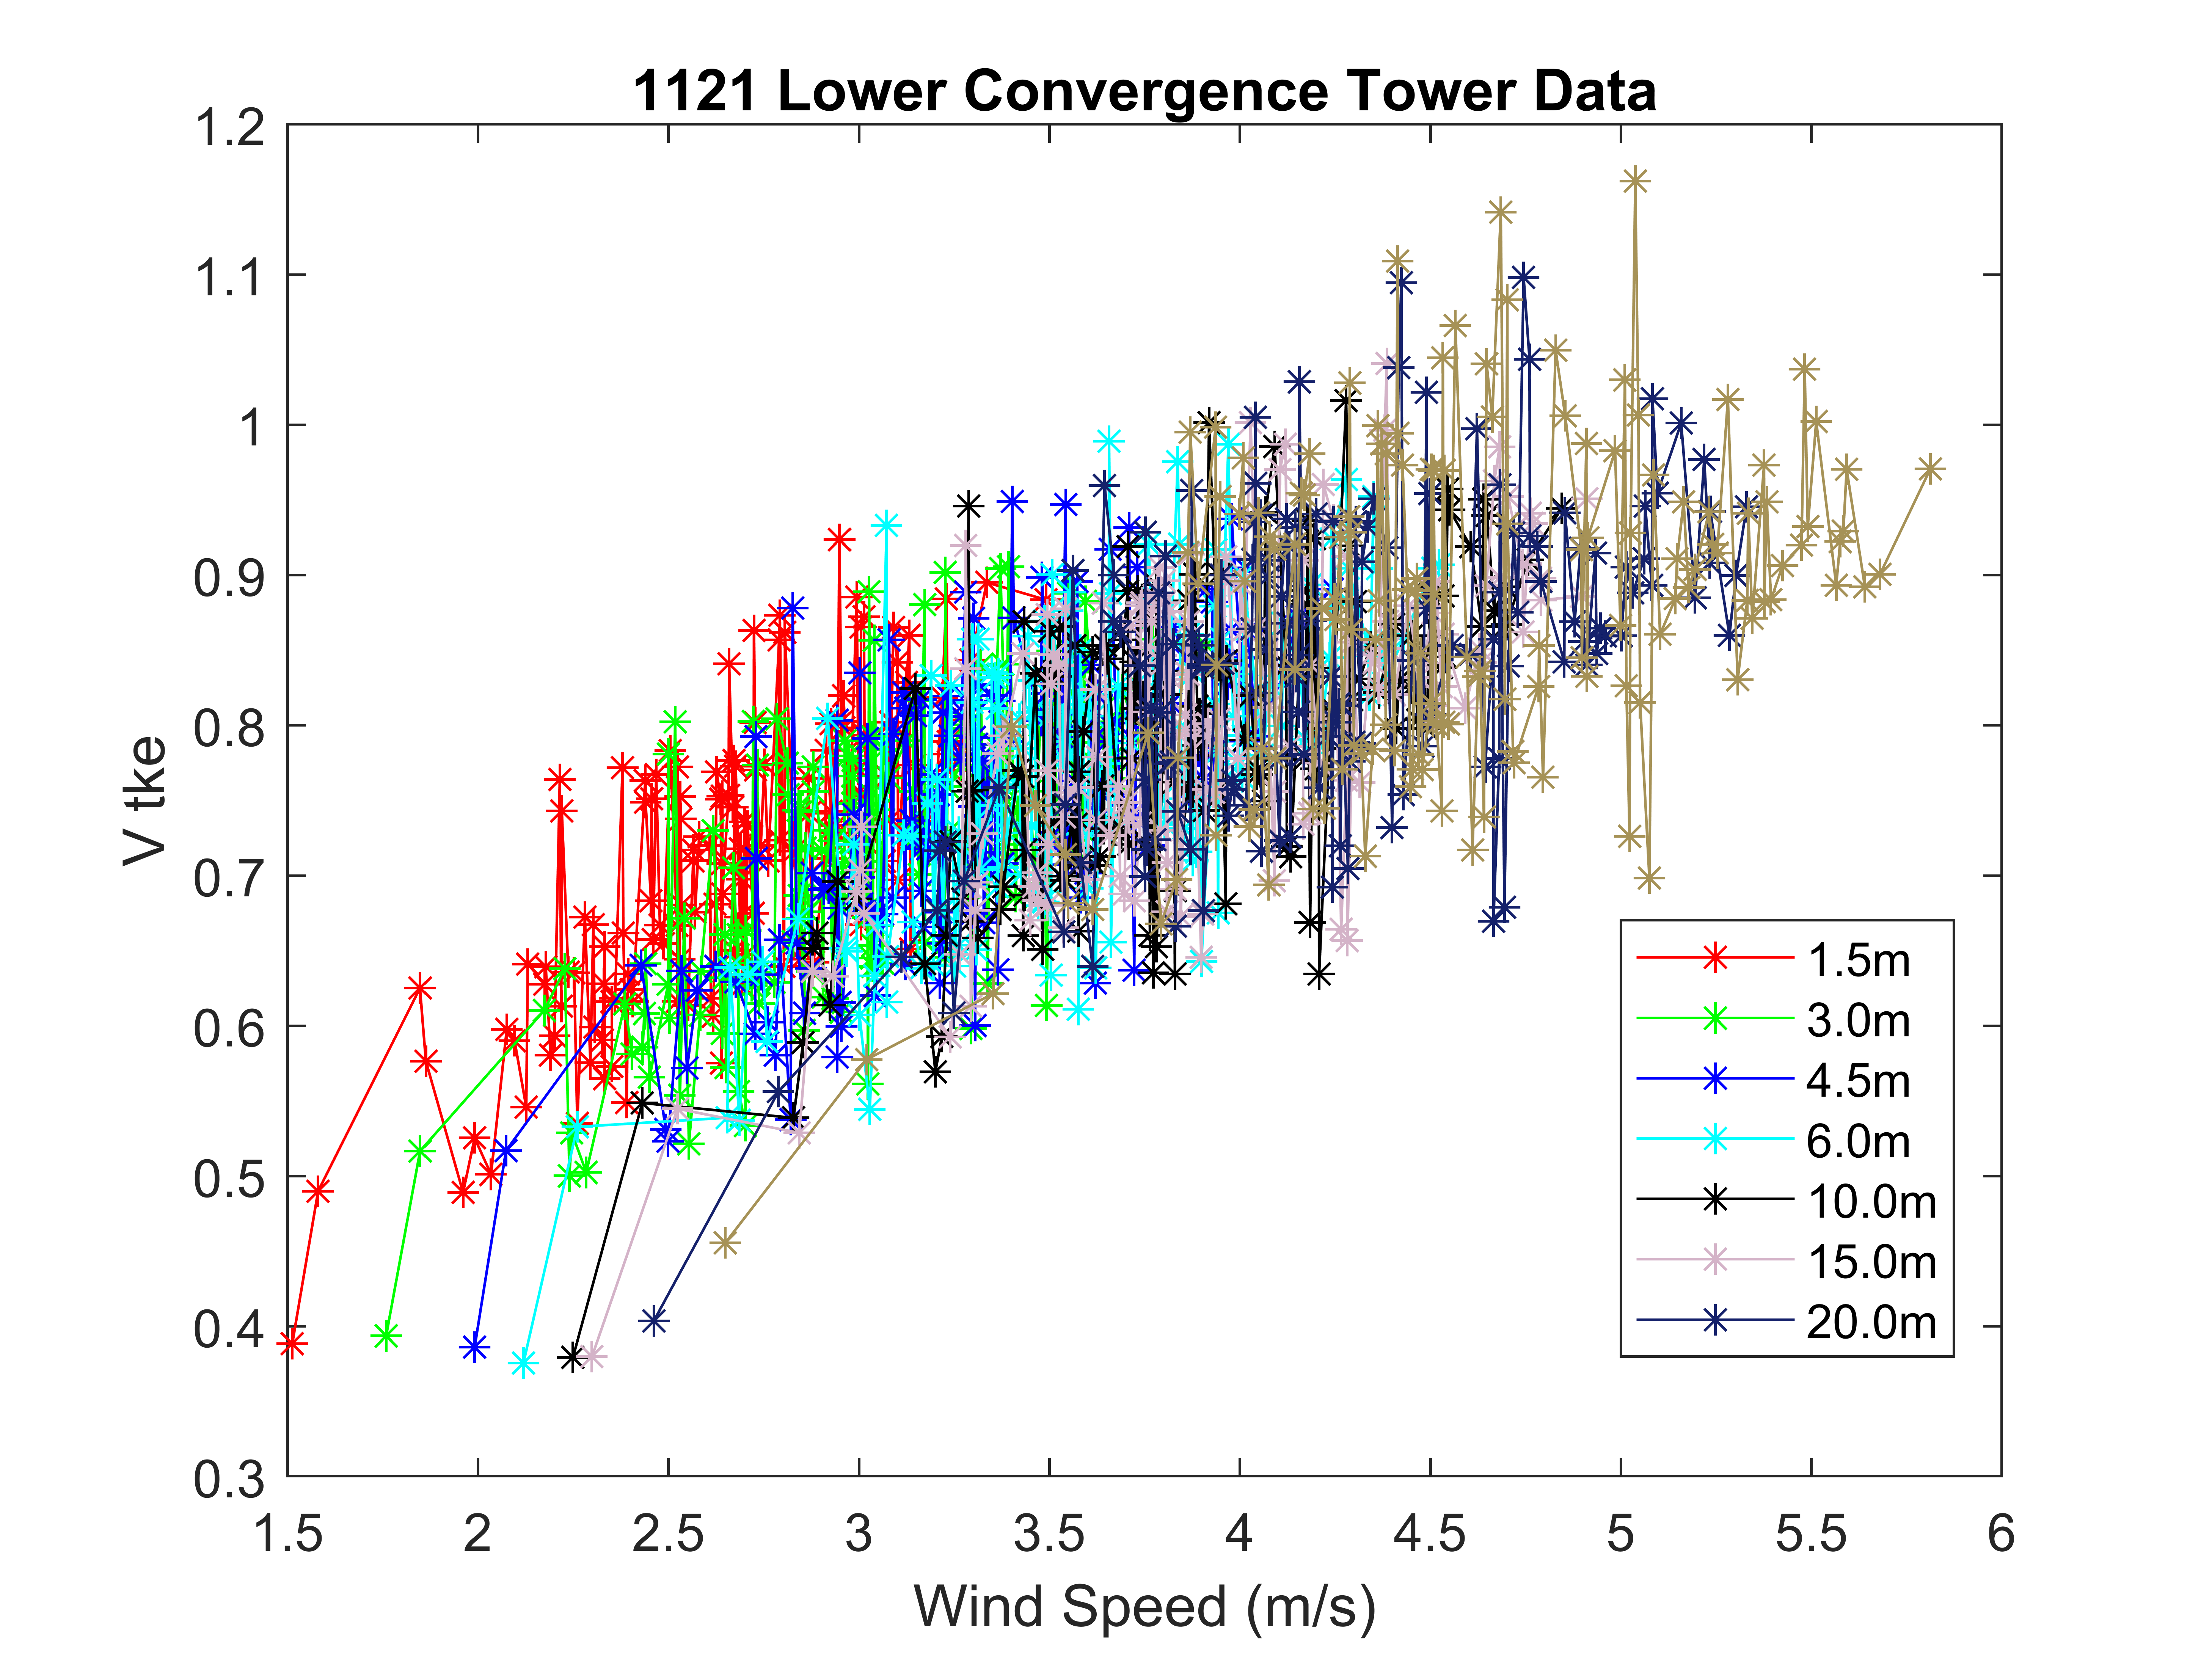 1121 Lower Convergence Tower Data
1.2
1.1
1
0.9
0.8
0.7
0.6
0.5
0.4
0.3
V tke
1.5m
3.0m
4.5m
6.0m
10.0m
15.0m
20.0m
1.5 2 2.5 3 3.5 4 4.5 5 5.5 6
Wind Speed (m/s)